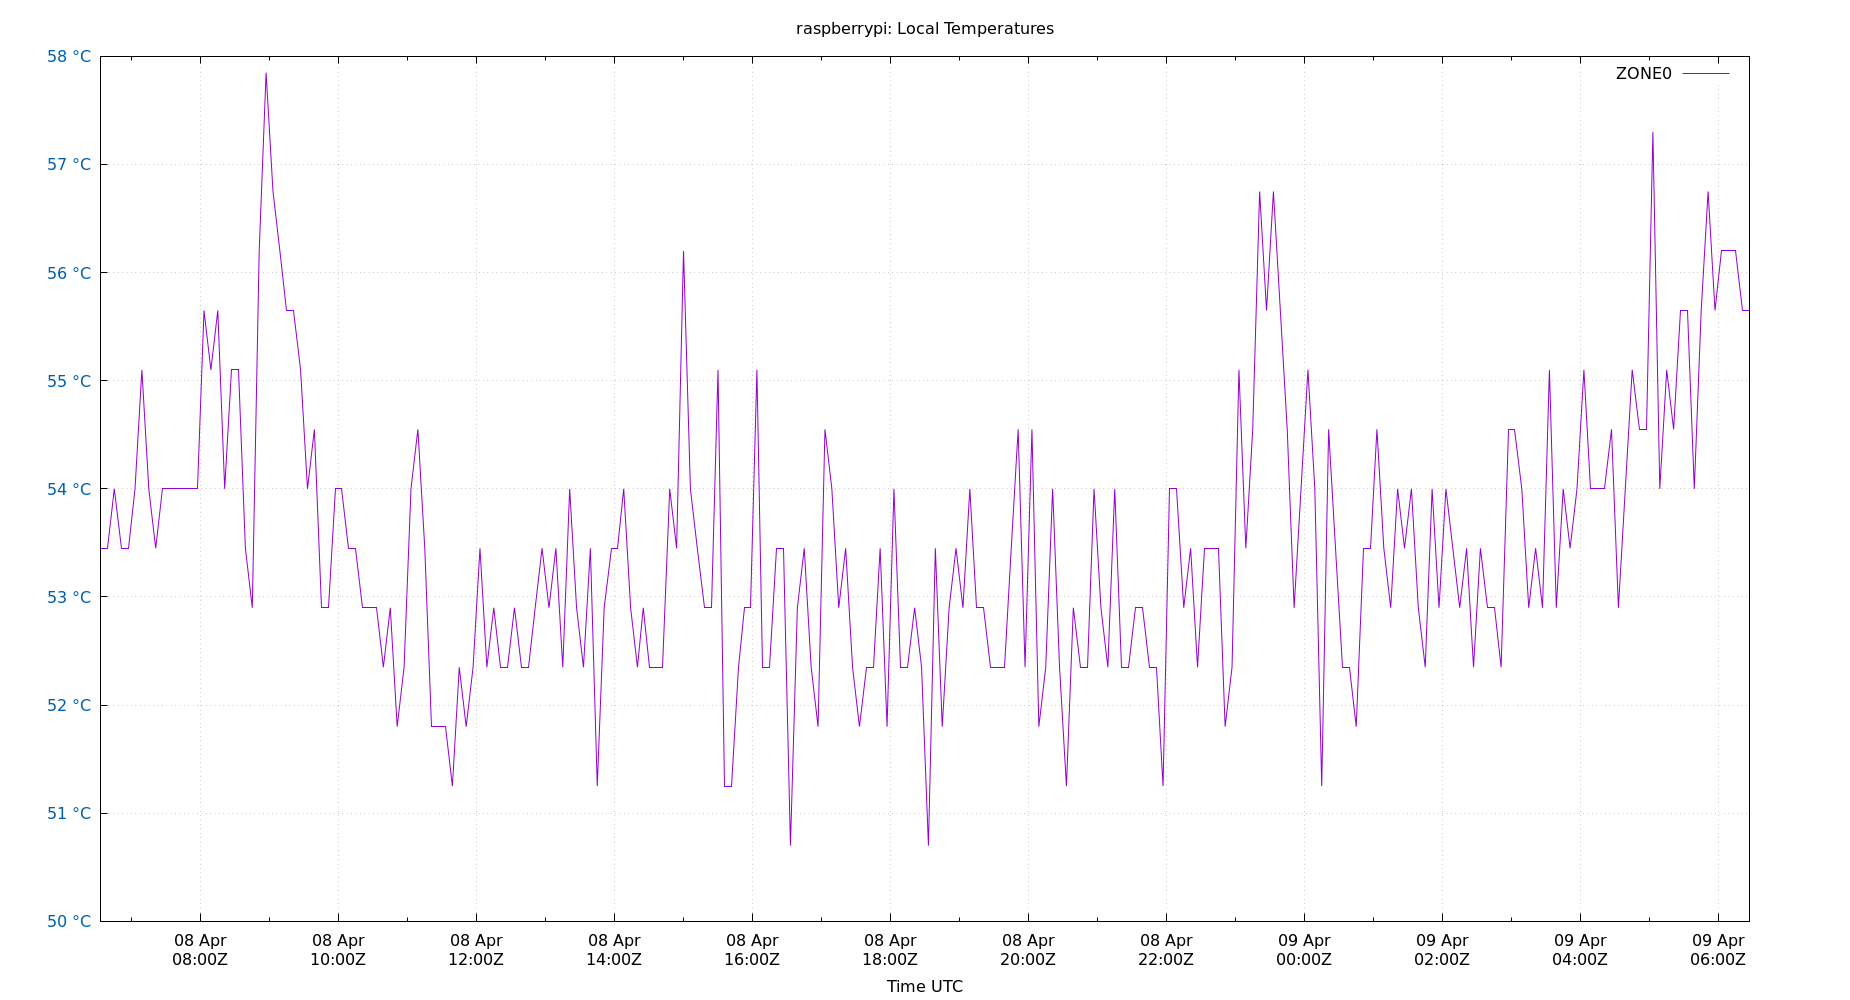 raspberrypi: Local Temperatures
ZONE0
58 °C
57 °C
56 °C
55 °C
54 °C
53 °C
52 °C
51 °C
50 °C
08 Apr 08 Apr 08 Apr 08 Apr 08 Apr 08 Apr 08 Apr 08 Apr 09 Apr 09 Apr 09 Apr 09 Apr
08:00Z 10:00Z 12:00Z 14:00Z 16:00Z 18:00Z 20:00Z 22:00Z 00:00Z 02:00Z 04:00Z 06:00Z
Time UTC